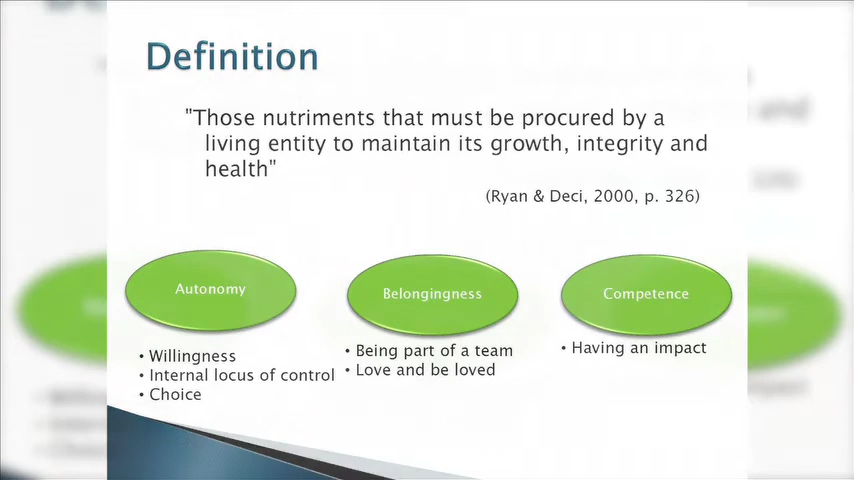 Definition
"Those nutriments that must be procured by a
living entity to maintain its growth, integrity and
health"
(Ryan & Deci, 2000, p. 326)
Autonomy
• Willingness
• Internal locus of control
• Choice
Belongingness
• Being part of a team
• Love and be loved
Competence
• Having an impact